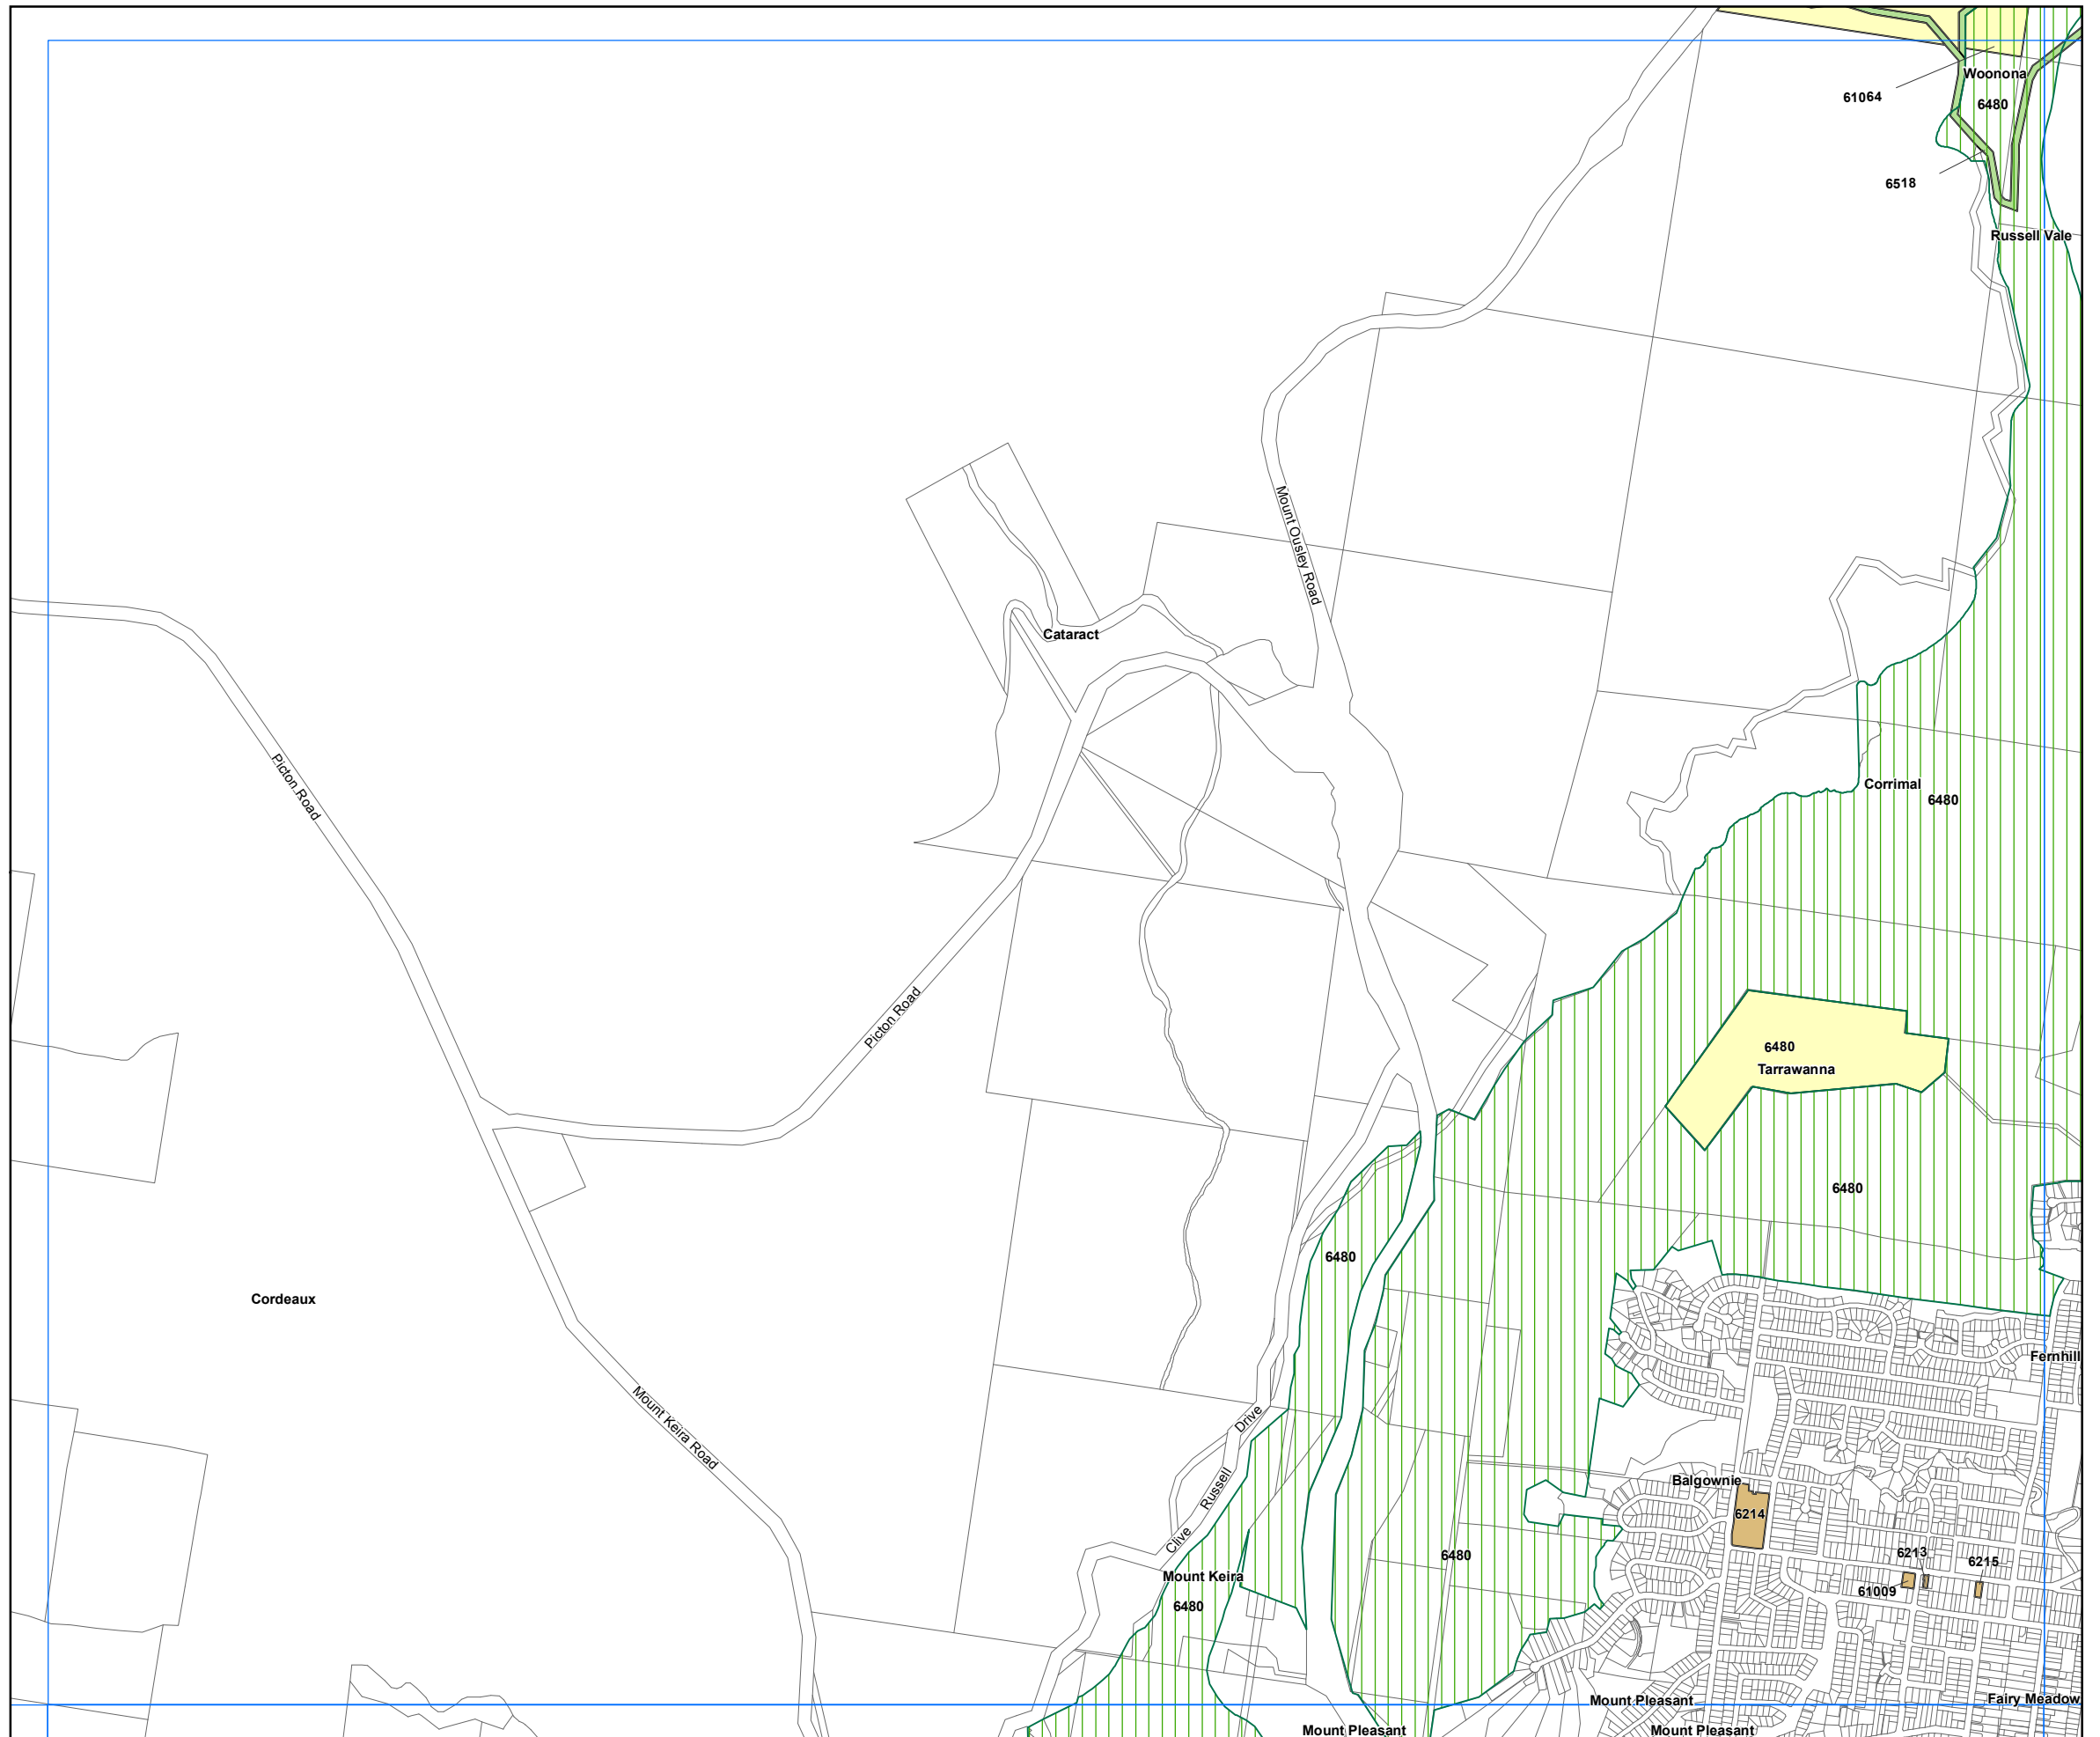 Woonona
61064
6480
6518
Russell Vale
Mount Ousley Road
Cataract
Picton Road
Corrimal
6480
Picton Road
6480
Tarrawanna
6480
6480
Cordeaux
Fernhill
Mount Keira Road
Drive
Russell
Clive
Balgownie
6214
6213
6215
6480
Mount Keira
61009
6480
Mount Pleasant
Fairy Meadow
Mount Pleasant
Mount Pleasant